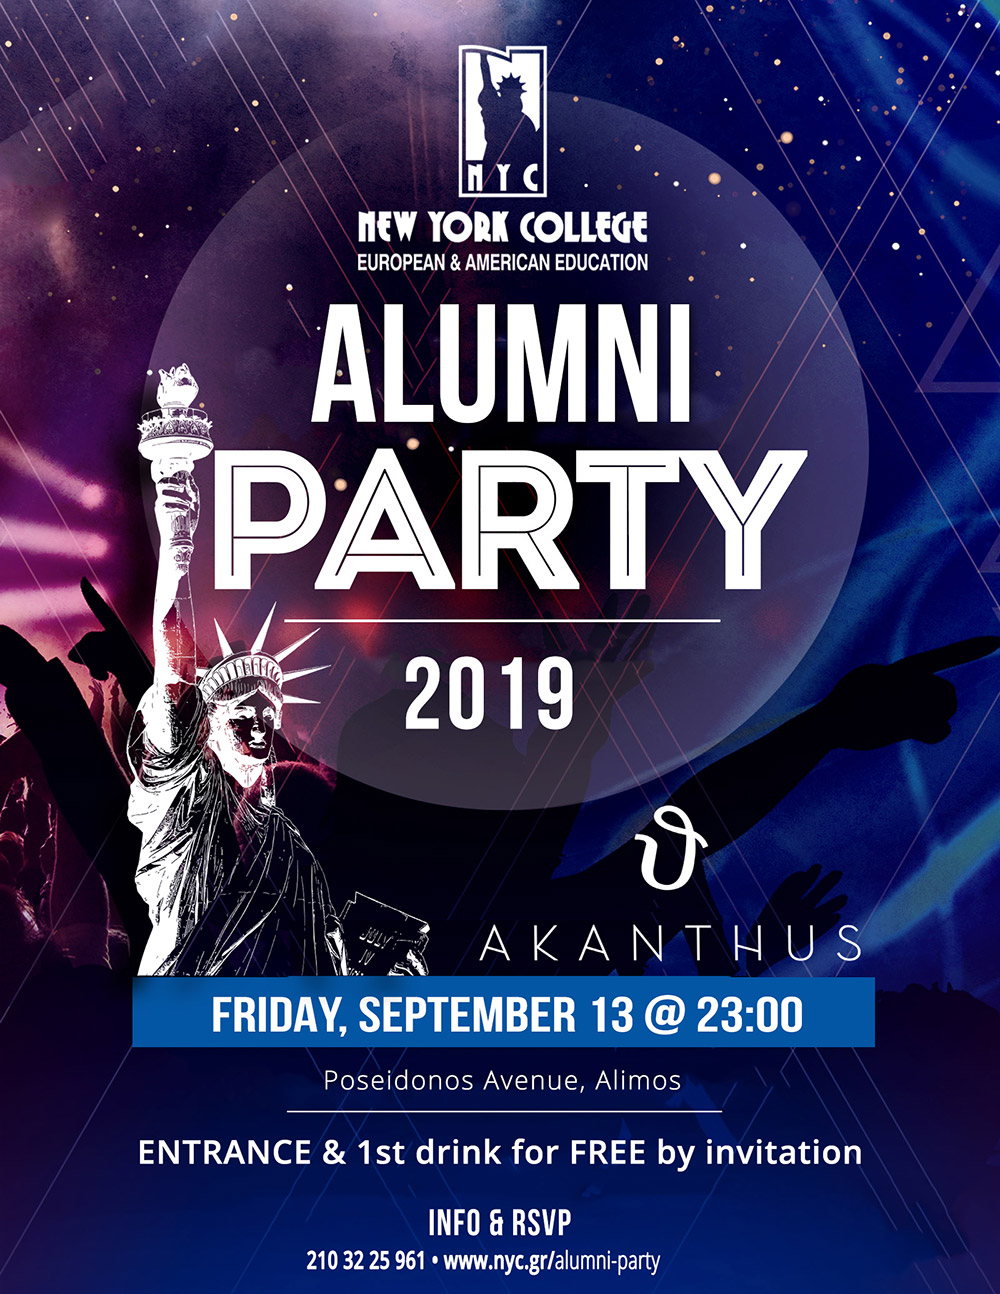 NYC
NEW YORK COLLEGE
EUROPEAN & AMERICAN EDUCATION
ALUMNI
PARTY
2019
JULY
ϑ
AKANTHUS
FRIDAY, SEPTEMBER 13 @ 23:00
Poseidonos Avenue, Alimos
ENTRANCE & 1st drink for FREE by invitation
INFO & RSVP
210 32 25 961 • www.nyc.gr/alumni-party